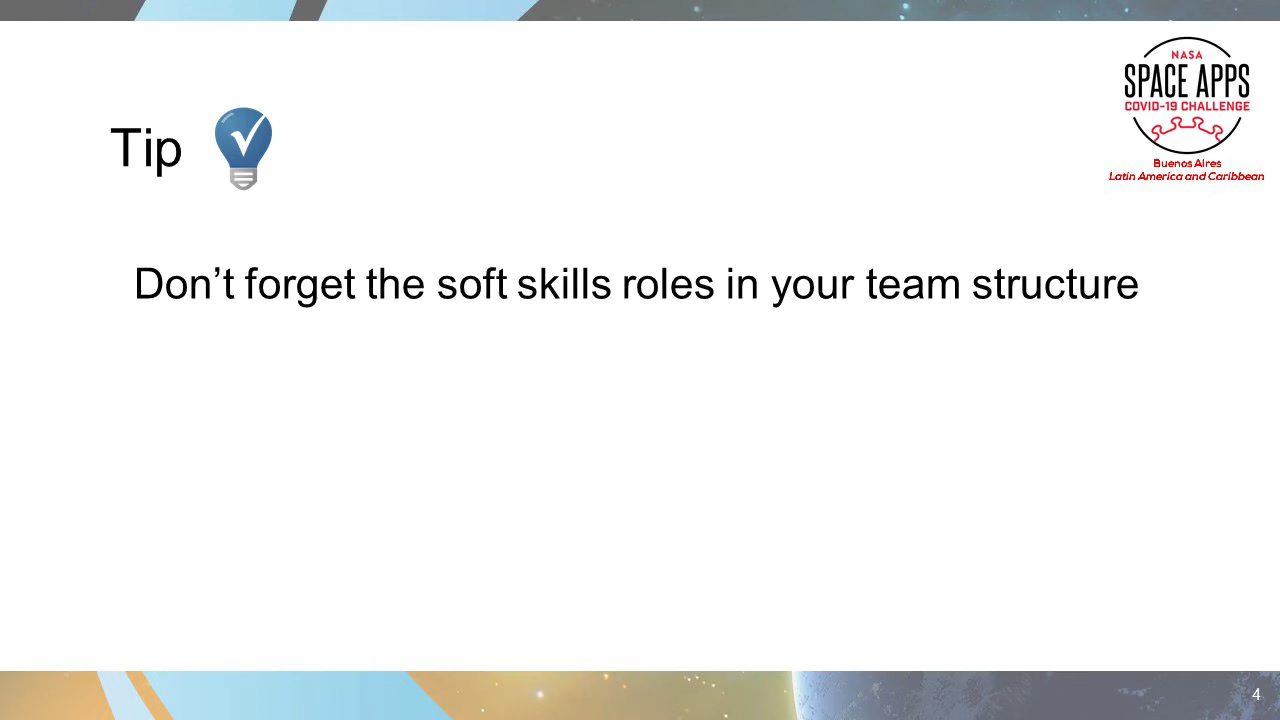 NASA
SPACE APPS
COVID-19 CHALLENGE
Buenos Aires
Latin America and Caribbean
Tip
Don’t forget the soft skills roles in your team structure
4